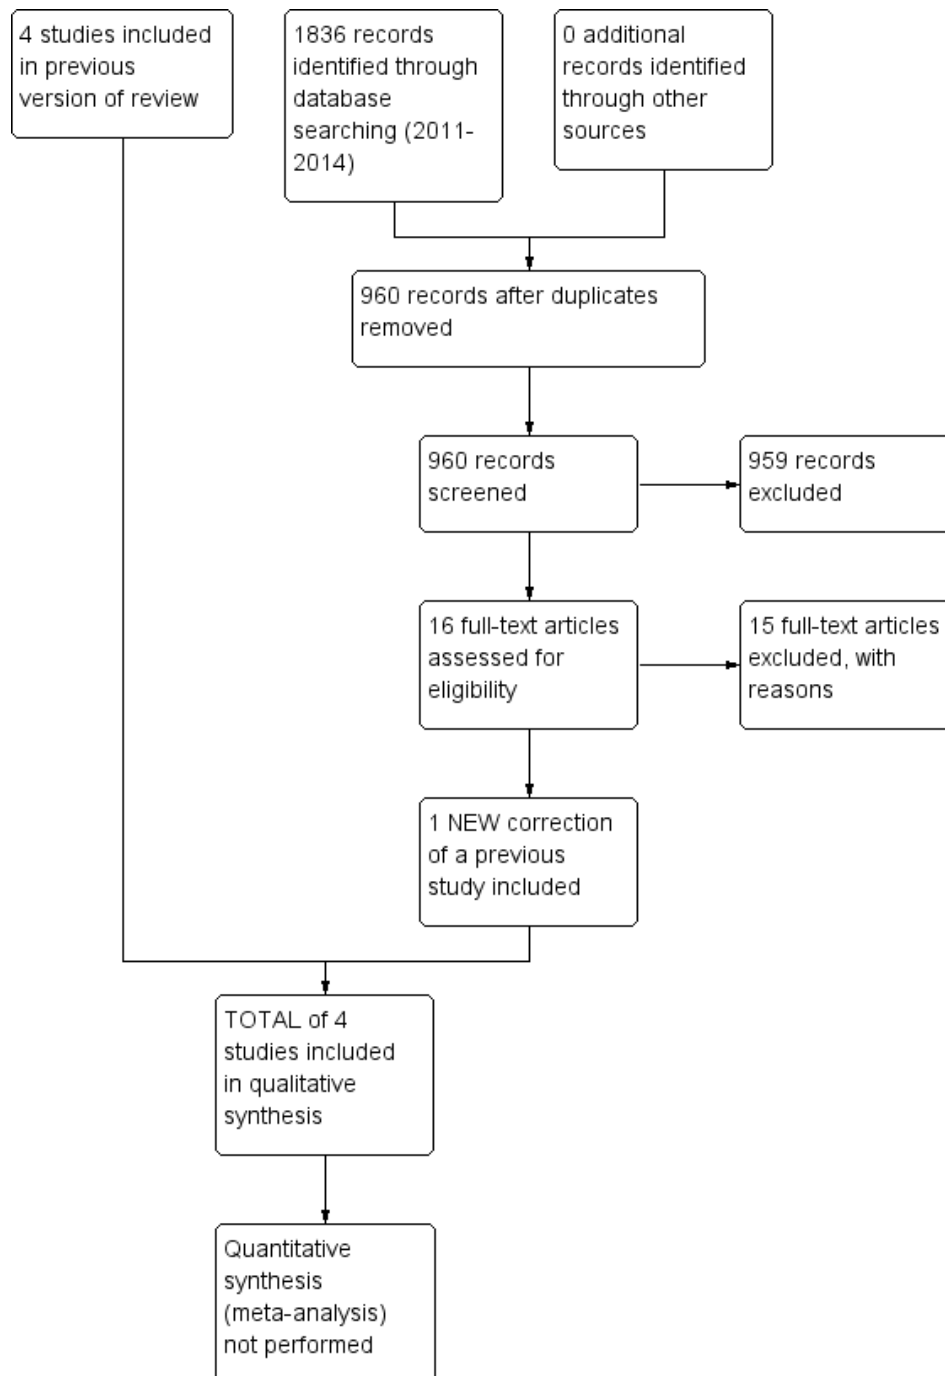 4 studies included
in previous
version of review
1836 records
identified through
database
searching (2011-
2014)
0 additional
records identified
through other
sources
960 records after duplicates
removed
960 records
screened
959 records
excluded
16 full-text articles
assessed for
eligibility
15 full-text articles
excluded, with
reasons
1 NEW correction
of a previous
study included
TOTAL of 4
studies included
in qualitative
synthesis
Quantitative
synthesis
(meta-analysis)
not performed